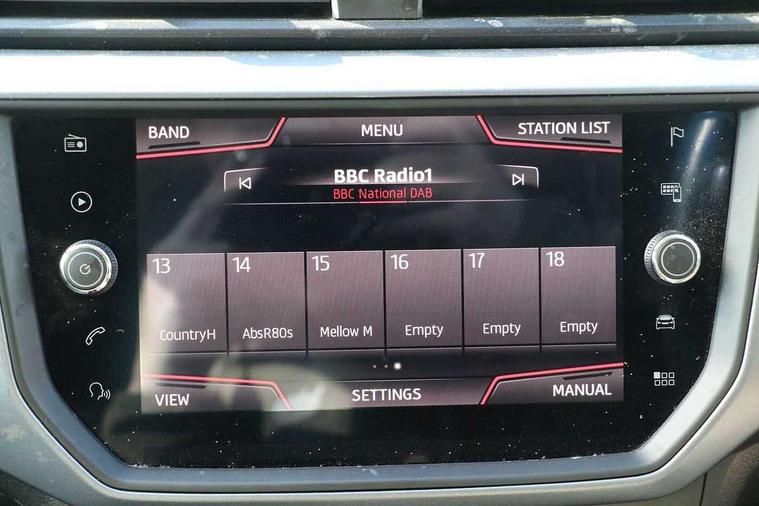 BAND MENU STATION LIST
BBC Radio1
BBC National DAB
13 14 15 16 17 18
CountryH AbsR80s Mellow M Empty Empty Empty
VIEW SETTINGS MANUAL